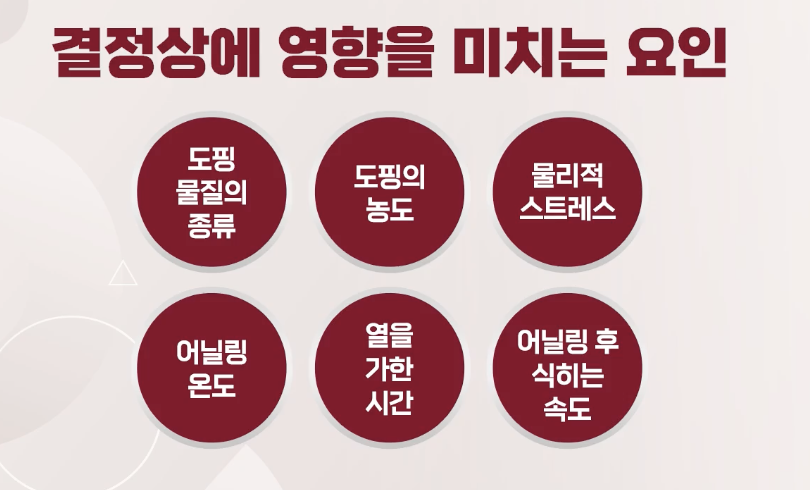 결정상에 영향을 미치는 요인
도핑
물질의
종류
도핑의
농도
물리적
스트레스
어닐링
온도
열을
가한
시간
어닐링 후
식히는
속도